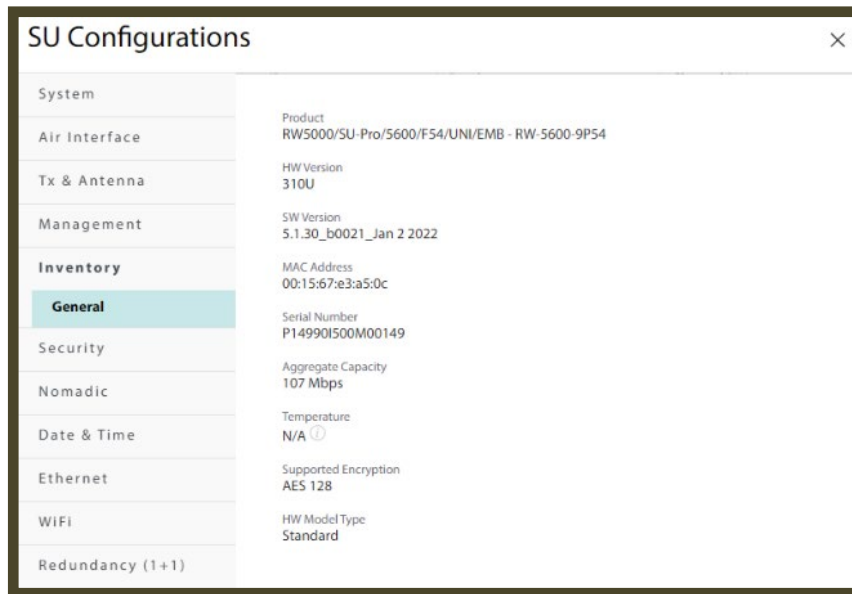 SU Configurations
System
Air Interface
Tx & Antenna
Management
Inventory
General
Security
Nomadic
Date & Time
Ethernet
WiFi
Redundancy (1+1)
Product
RW5000/SU-Pro/5600/F54/UNI/EMB - RW-5600-9P54
HW Version
310U
SW Version
5.1.30_b0021_Jan 2 2022
MAC Address
00:15:67:e3:a5:0c
Serial Number
P14990I500M00149
Aggregate Capacity
107 Mbps
Temperature
N/A
Supported Encryption
AES 128
HW Model Type
Standard